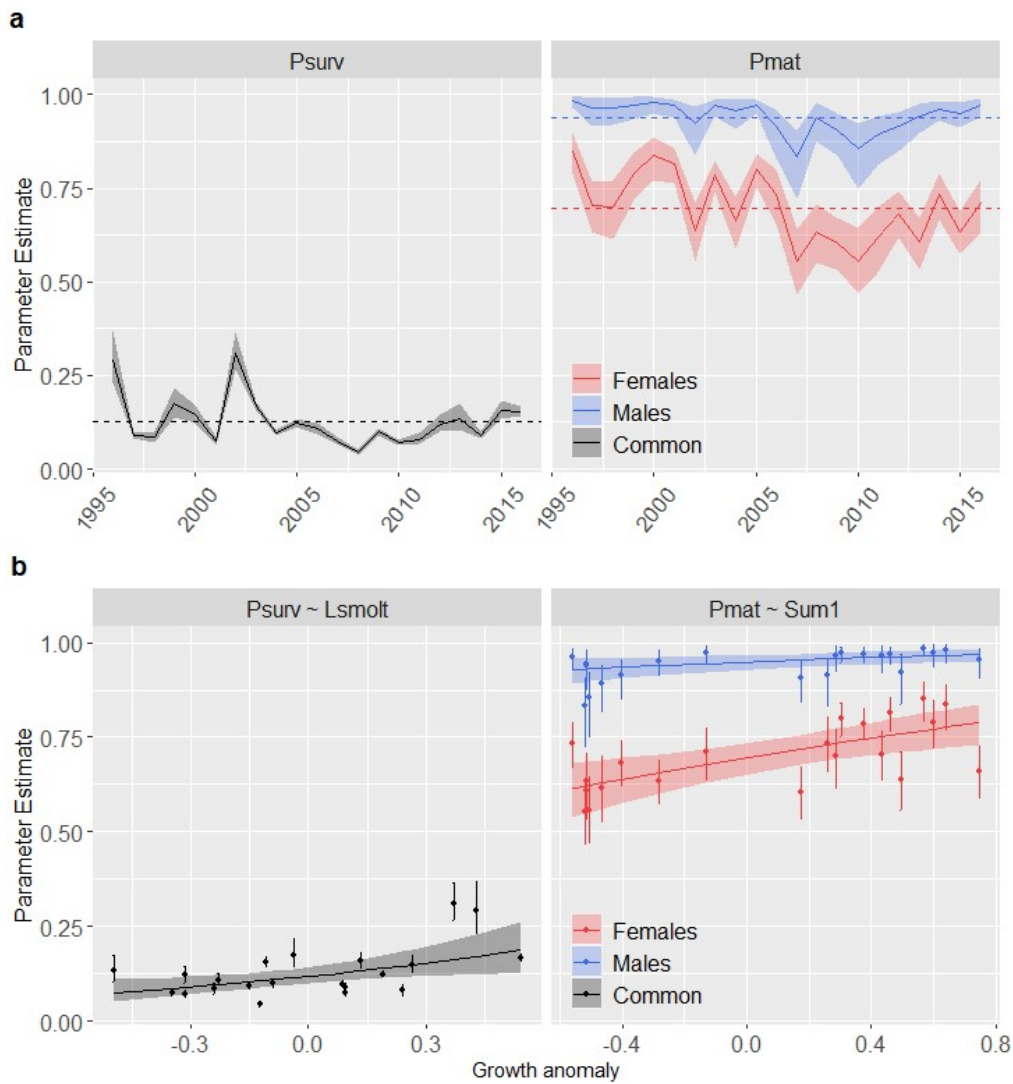 a
Psurv Pmat
Parameter Estimate
1.00
0.75
0.50
0.25
0.00
Females
Males
Common
1995 2000 2005 2010 2015 1995 2000 2005 2010 2015
b
Psurv ~ Lsmolt Pmat ~ Sum1
Parameter Estimate
1.00
0.75
0.50
0.25
0.00
Females
Males
Common
-0.3 0.0 0.3 -0.4 0.0 0.4 0.8
Growth anomaly